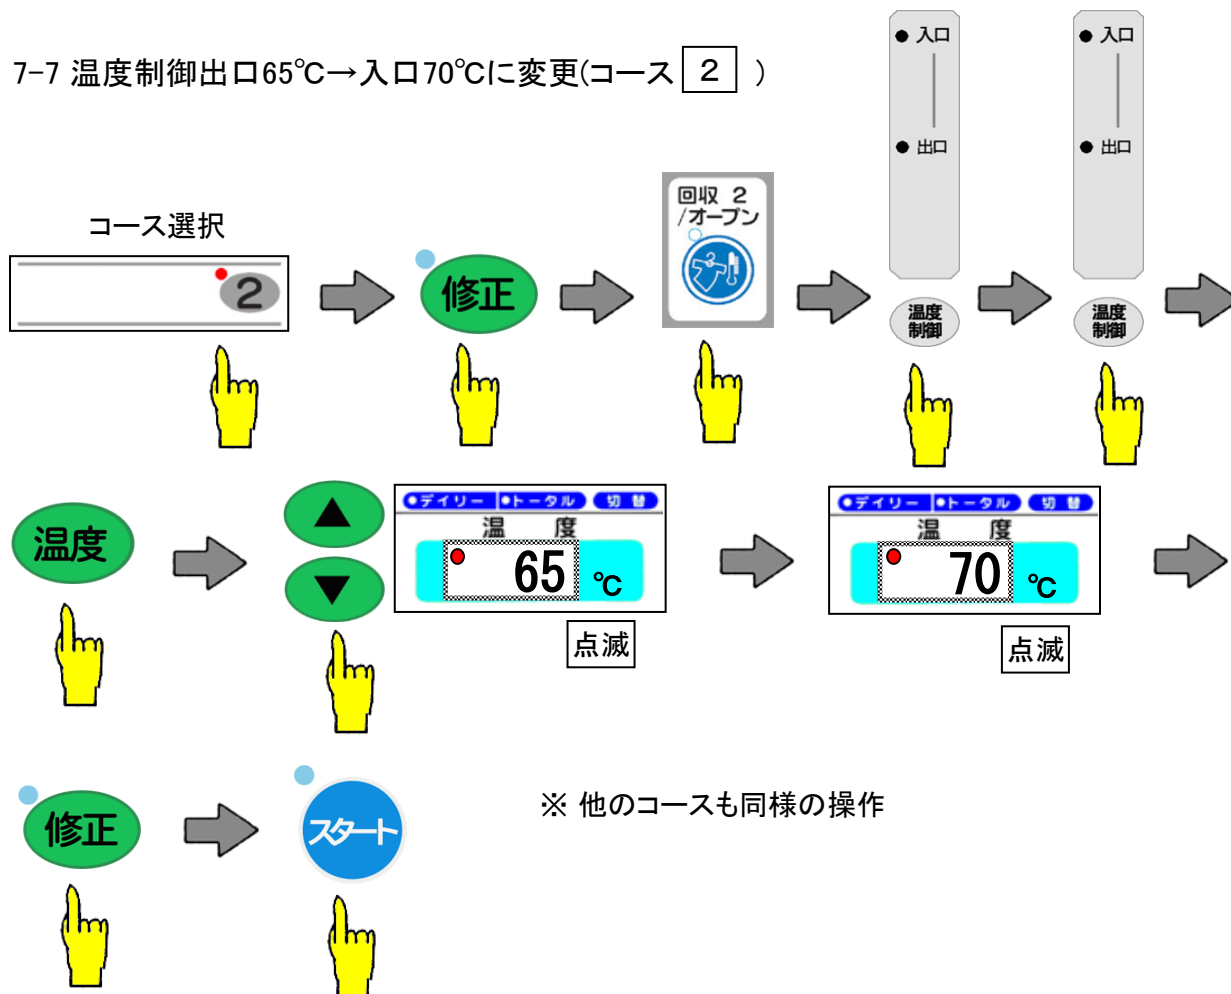 7-7 温度制御出口65℃→入口70℃に変更(コース 2 )
コース選択
2
修正
回収 2
/オープン
入口
出口
温度
制御
入口
出口
温度
制御
温度
▲
▼
●デイリー ●トータル 切替
温 度
65 ℃
点滅
●デイリー ●トータル 切替
温 度
70 ℃
点滅
修正
スタート
※ 他のコースも同様の操作